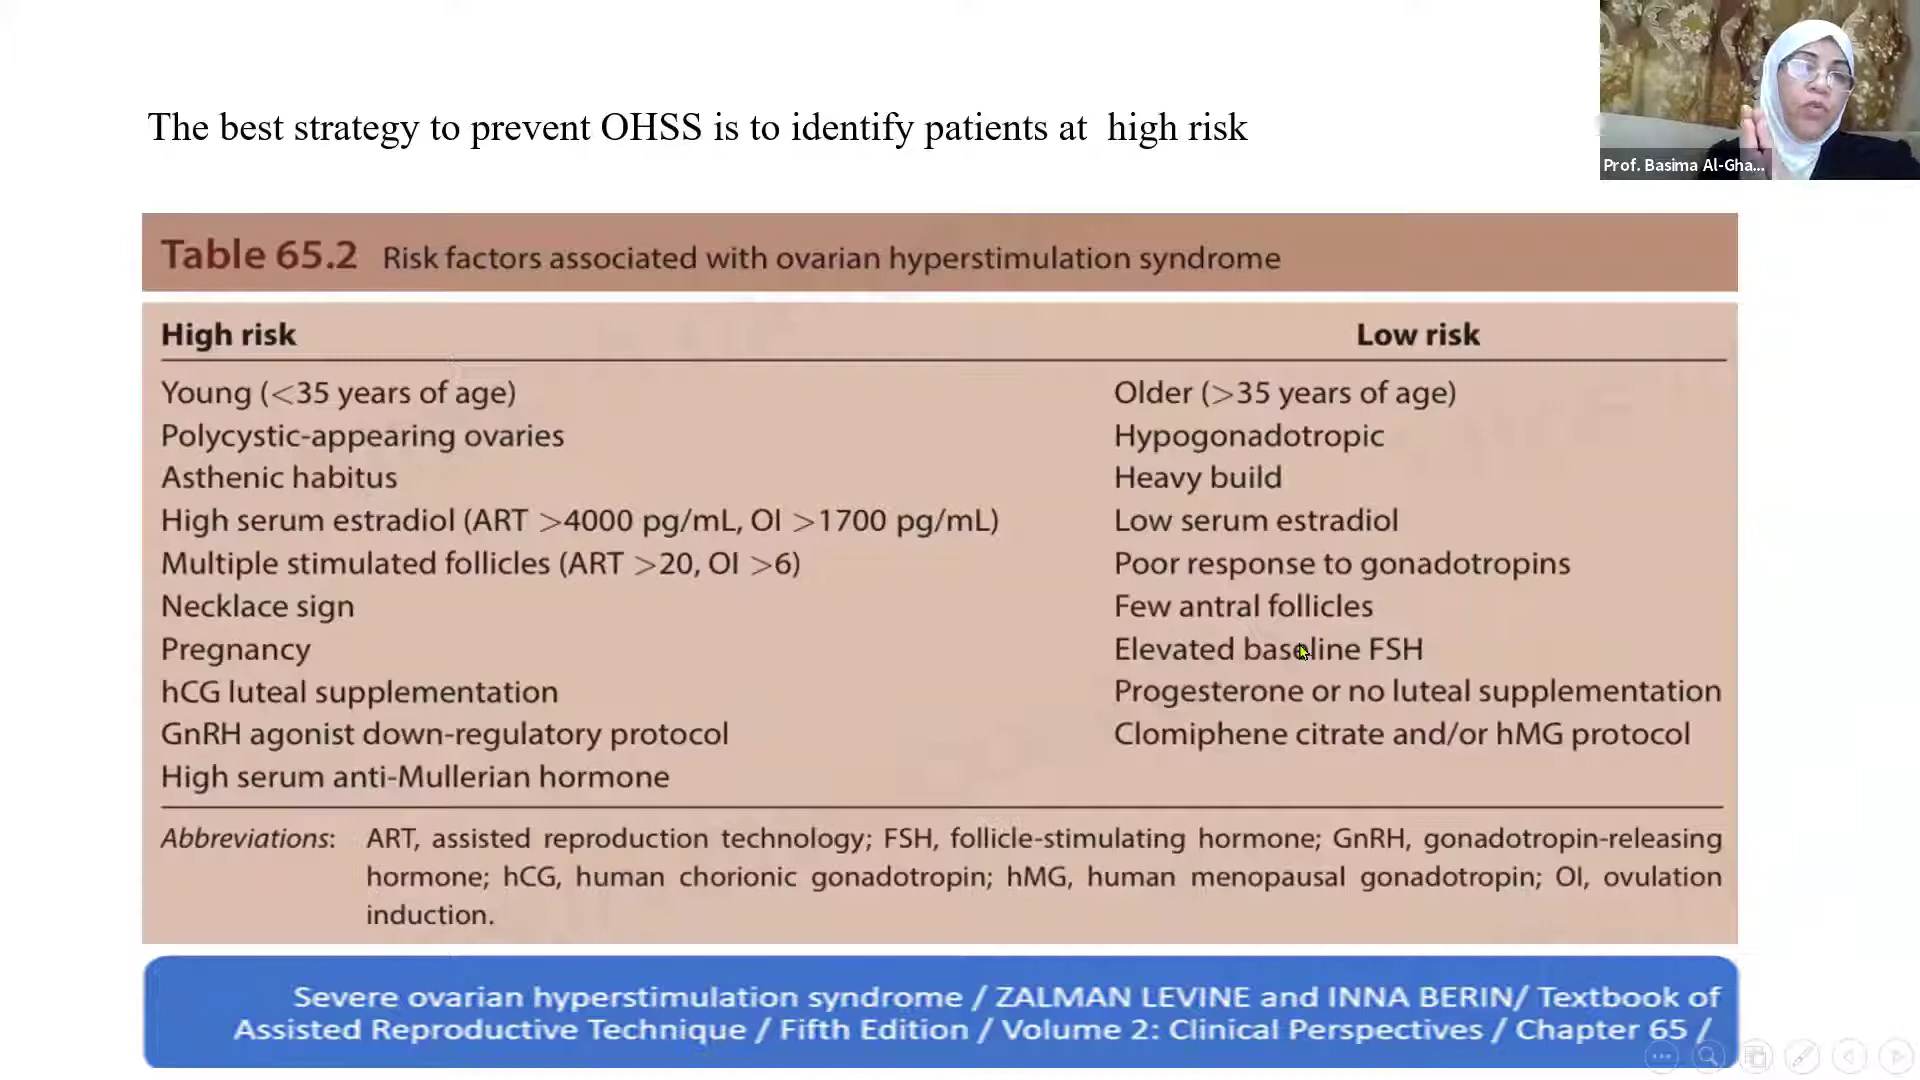 The best strategy to prevent OHSS is to identify patients at high risk
Prof. Basima Al-Gha...
Table 65.2 Risk factors associated with ovarian hyperstimulation syndrome
High risk Low risk
Young (<35 years of age) Older (>35 years of age)
Polycystic-appearing ovaries Hypogonadotropic
Asthenic habitus Heavy build
High serum estradiol (ART >4000 pg/mL, OI >1700 pg/mL) Low serum estradiol
Multiple stimulated follicles (ART >20, OI >6) Poor response to gonadotropins
Necklace sign Few antral follicles
Pregnancy Elevated baseline FSH
hCG luteal supplementation Progesterone or no luteal supplementation
GnRH agonist down-regulatory protocol Clomiphene citrate and/or hMG protocol
High serum anti-Mullerian hormone
Abbreviations: ART, assisted reproduction technology; FSH, follicle-stimulating hormone; GnRH, gonadotropin-releasing
hormone; hCG, human chorionic gonadotropin; hMG, human menopausal gonadotropin; OI, ovulation
induction.
Severe ovarian hyperstimulation syndrome / ZALMAN LEVINE and INNA BERIN/ Textbook of
Assisted Reproductive Technique / Fifth Edition / Volume 2: Clinical Perspectives / Chapter 65 /